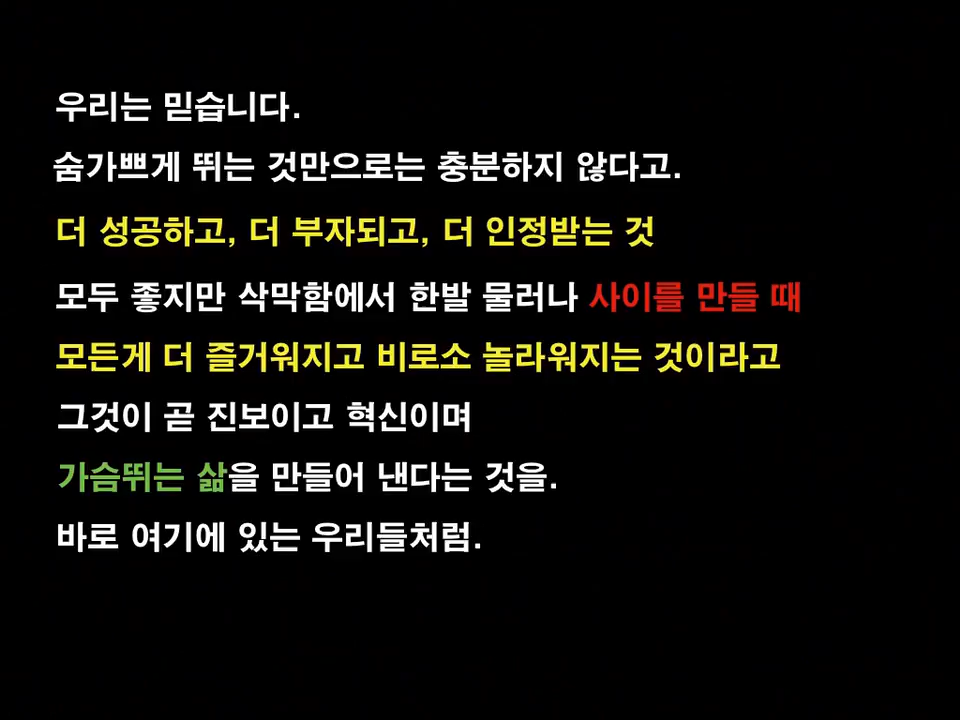 우리는 믿습니다.
숨가쁘게 뛰는 것만으로는 충분하지 않다고.
더 성공하고, 더 부자되고, 더 인정받는 것
모두 좋지만 삭막함에서 한발 물러나 사이를 만들 때
모든게 더 즐거워지고 비로소 놀라워지는 것이라고
그것이 곧 진보이고 혁신이며
가슴뛰는 삶을 만들어 낸다는 것을.
바로 여기에 있는 우리들처럼.